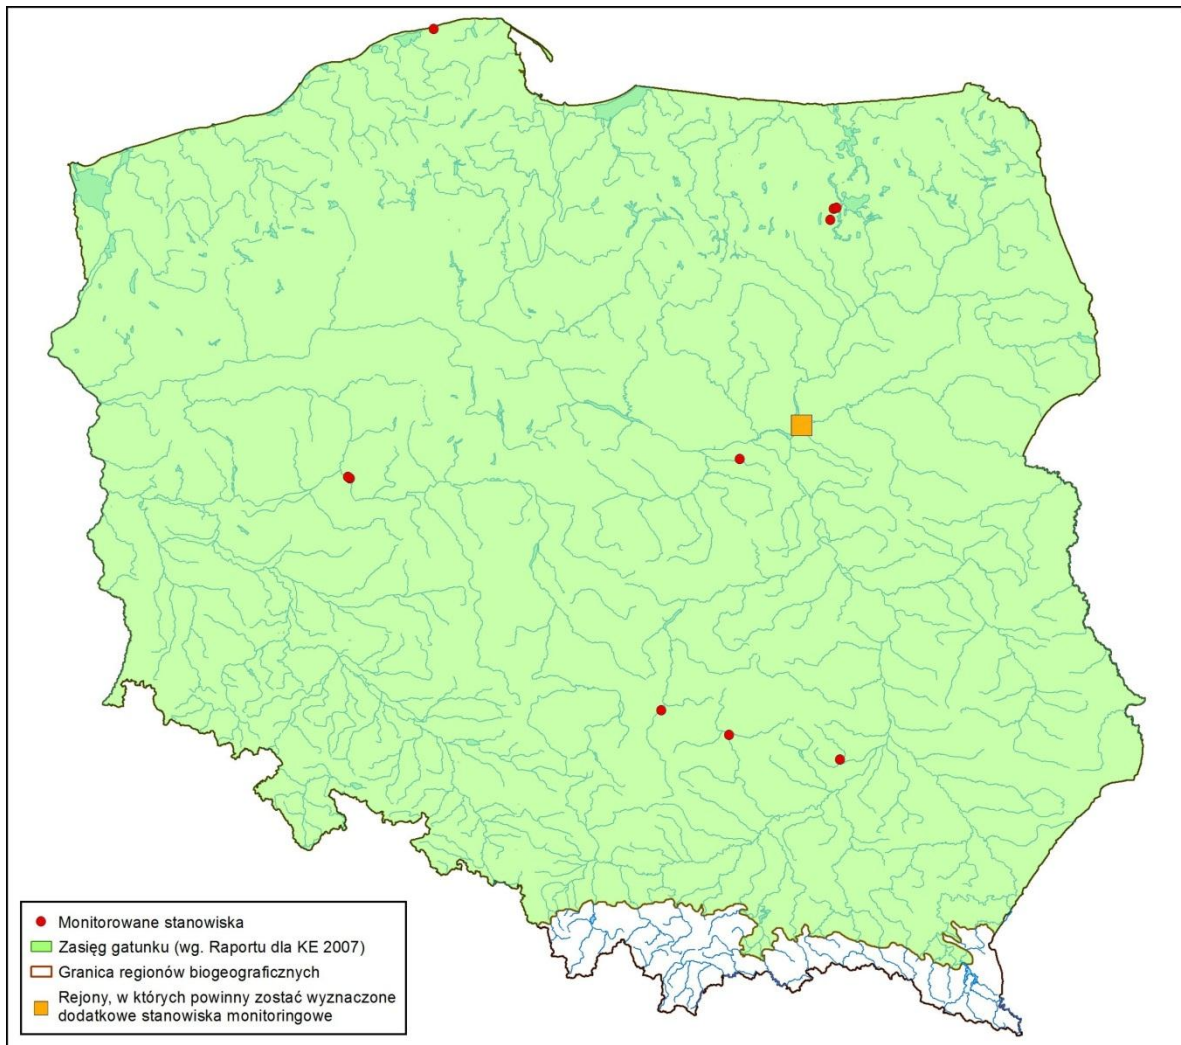 Monitorowane stanowiska
Zasięg gatunku (wg. Raportu dla KE 2007)
Granica regionów biogeograficznych
Rejony, w których powinny zostać wyznaczone
dodatkowe stanowiska monitoringowe